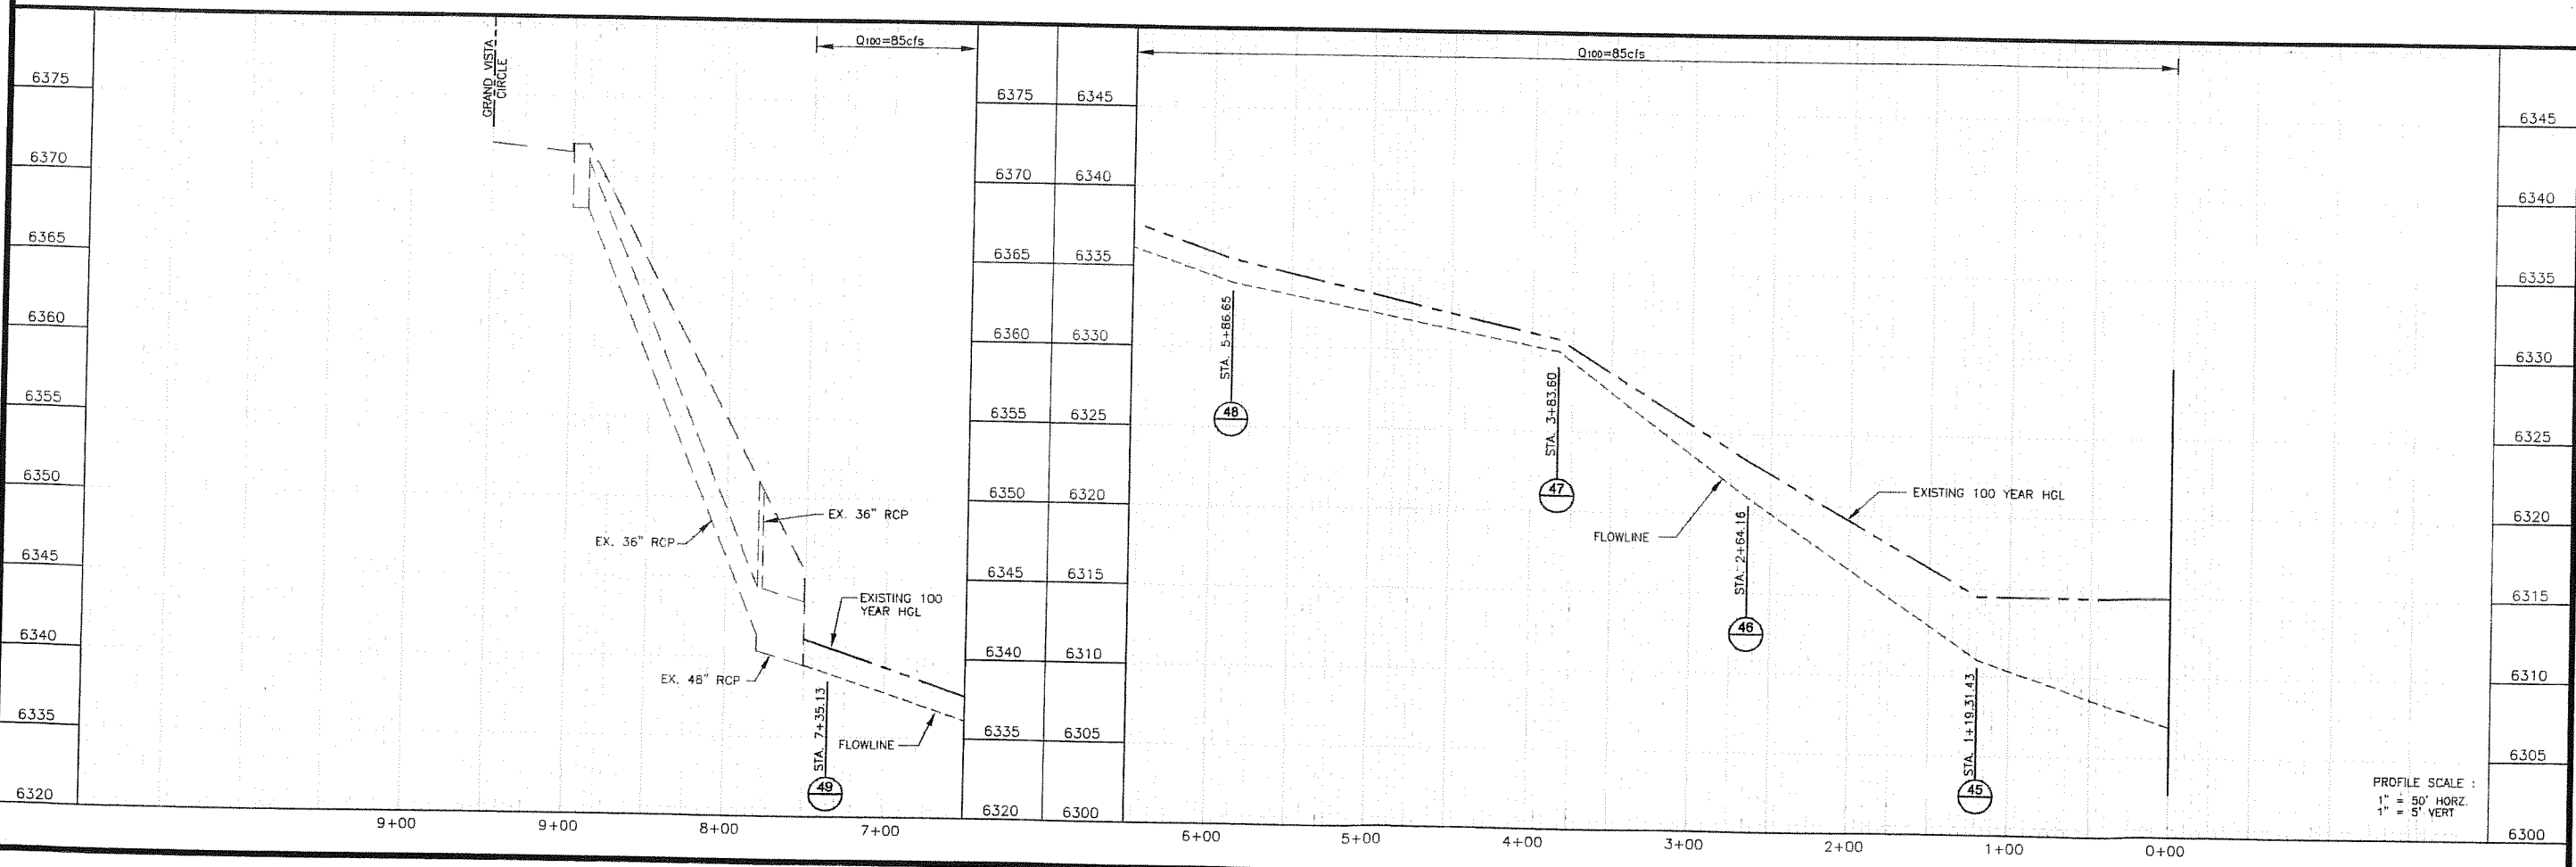 Q100=85cfs
Q100=85cfs
GRAND VISTA
CIRCLE
6375
6370
6365
6360
6355
6350
6345
6340
6335
6320
EX. 36" RCP
EX. 36" RCP
EX. 48" RCP
EXISTING 100
YEAR HGL
FLOWLINE
STA. 7+35.13
49
9+00
9+00
8+00
7+00
6375 6345
6370 6340
6365 6335
6360 6330
6355 6325
6350 6320
6345 6315
6340 6310
6335 6305
6320 6300
STA. 5+86.65
48
STA. 3+83.60
47
FLOWLINE
STA. 2+64.16
46
EXISTING 100 YEAR HGL
STA. 1+19.31.43
45
6+00
5+00
4+00
3+00
2+00
1+00
0+00
6345
6340
6335
6330
6325
6320
6315
6310
6305
6300
PROFILE SCALE :
1" = 50' HORZ.
1" = 5' VERT